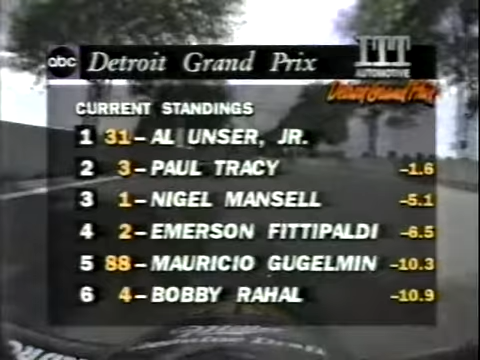 abc Detroit Grand Prix ITT
AUTOMOTIVE
Detroit Grand Prix
CURRENT STANDINGS
1 31 – AL UNSER, JR.
2 3 – PAUL TRACY –1.6
3 1 – NIGEL MANSELL –5.1
4 2 – EMERSON FITTIPALDI –6.5
5 88 – MAURICIO GUGELMIN –10.3
6 4 – BOBBY RAHAL –10.9